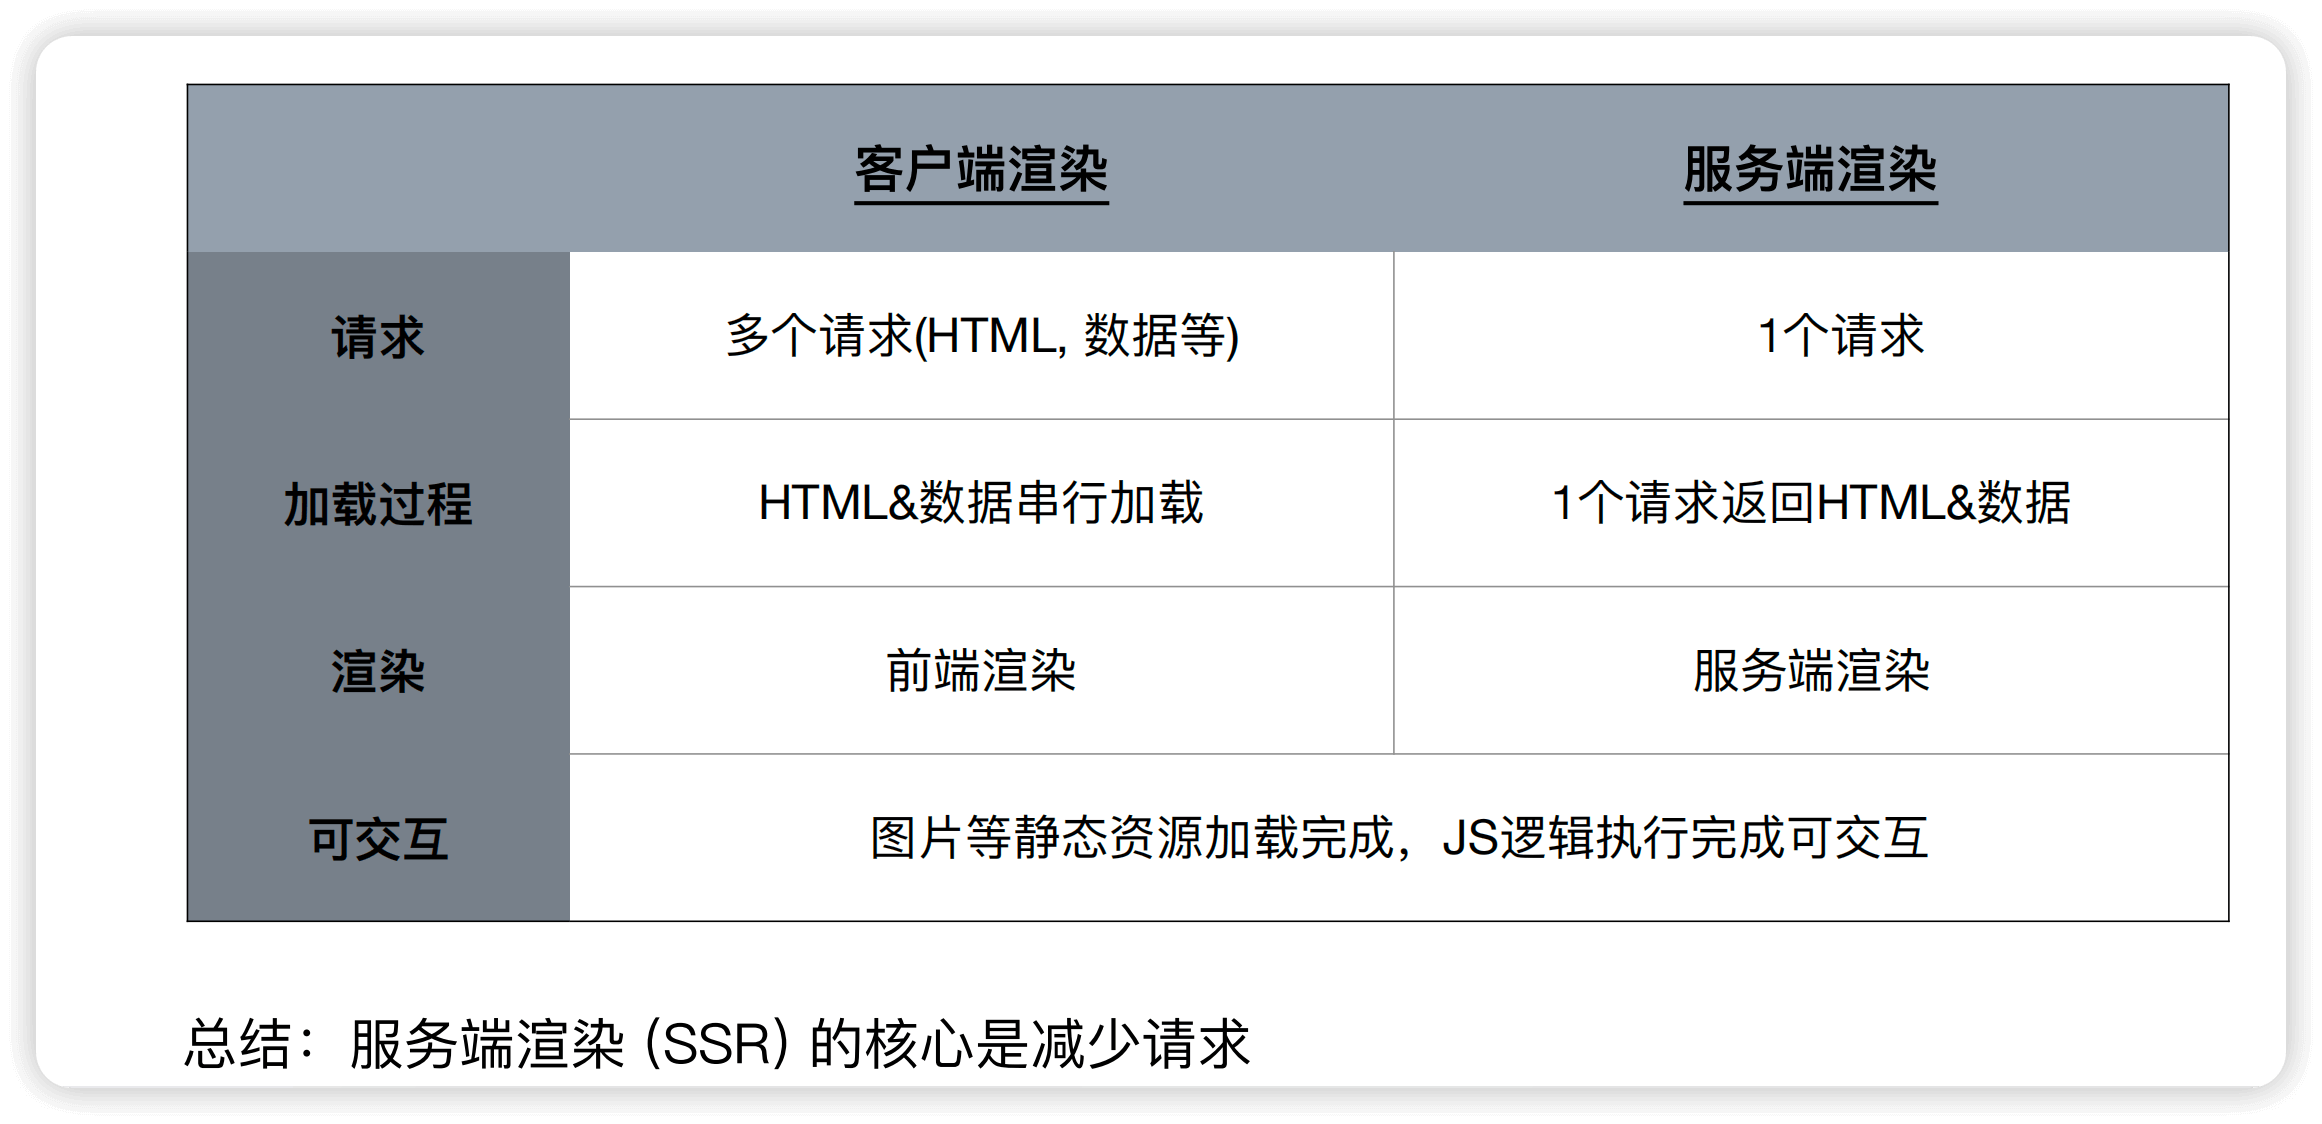 客户端渲染 服务端渲染
请求 多个请求(HTML, 数据等) 1个请求
加载过程 HTML&数据串行加载 1个请求返回HTML&数据
渲染 前端渲染 服务端渲染
可交互 图片等静态资源加载完成，JS逻辑执行完成可交互
总结：服务端渲染 (SSR) 的核心是减少请求